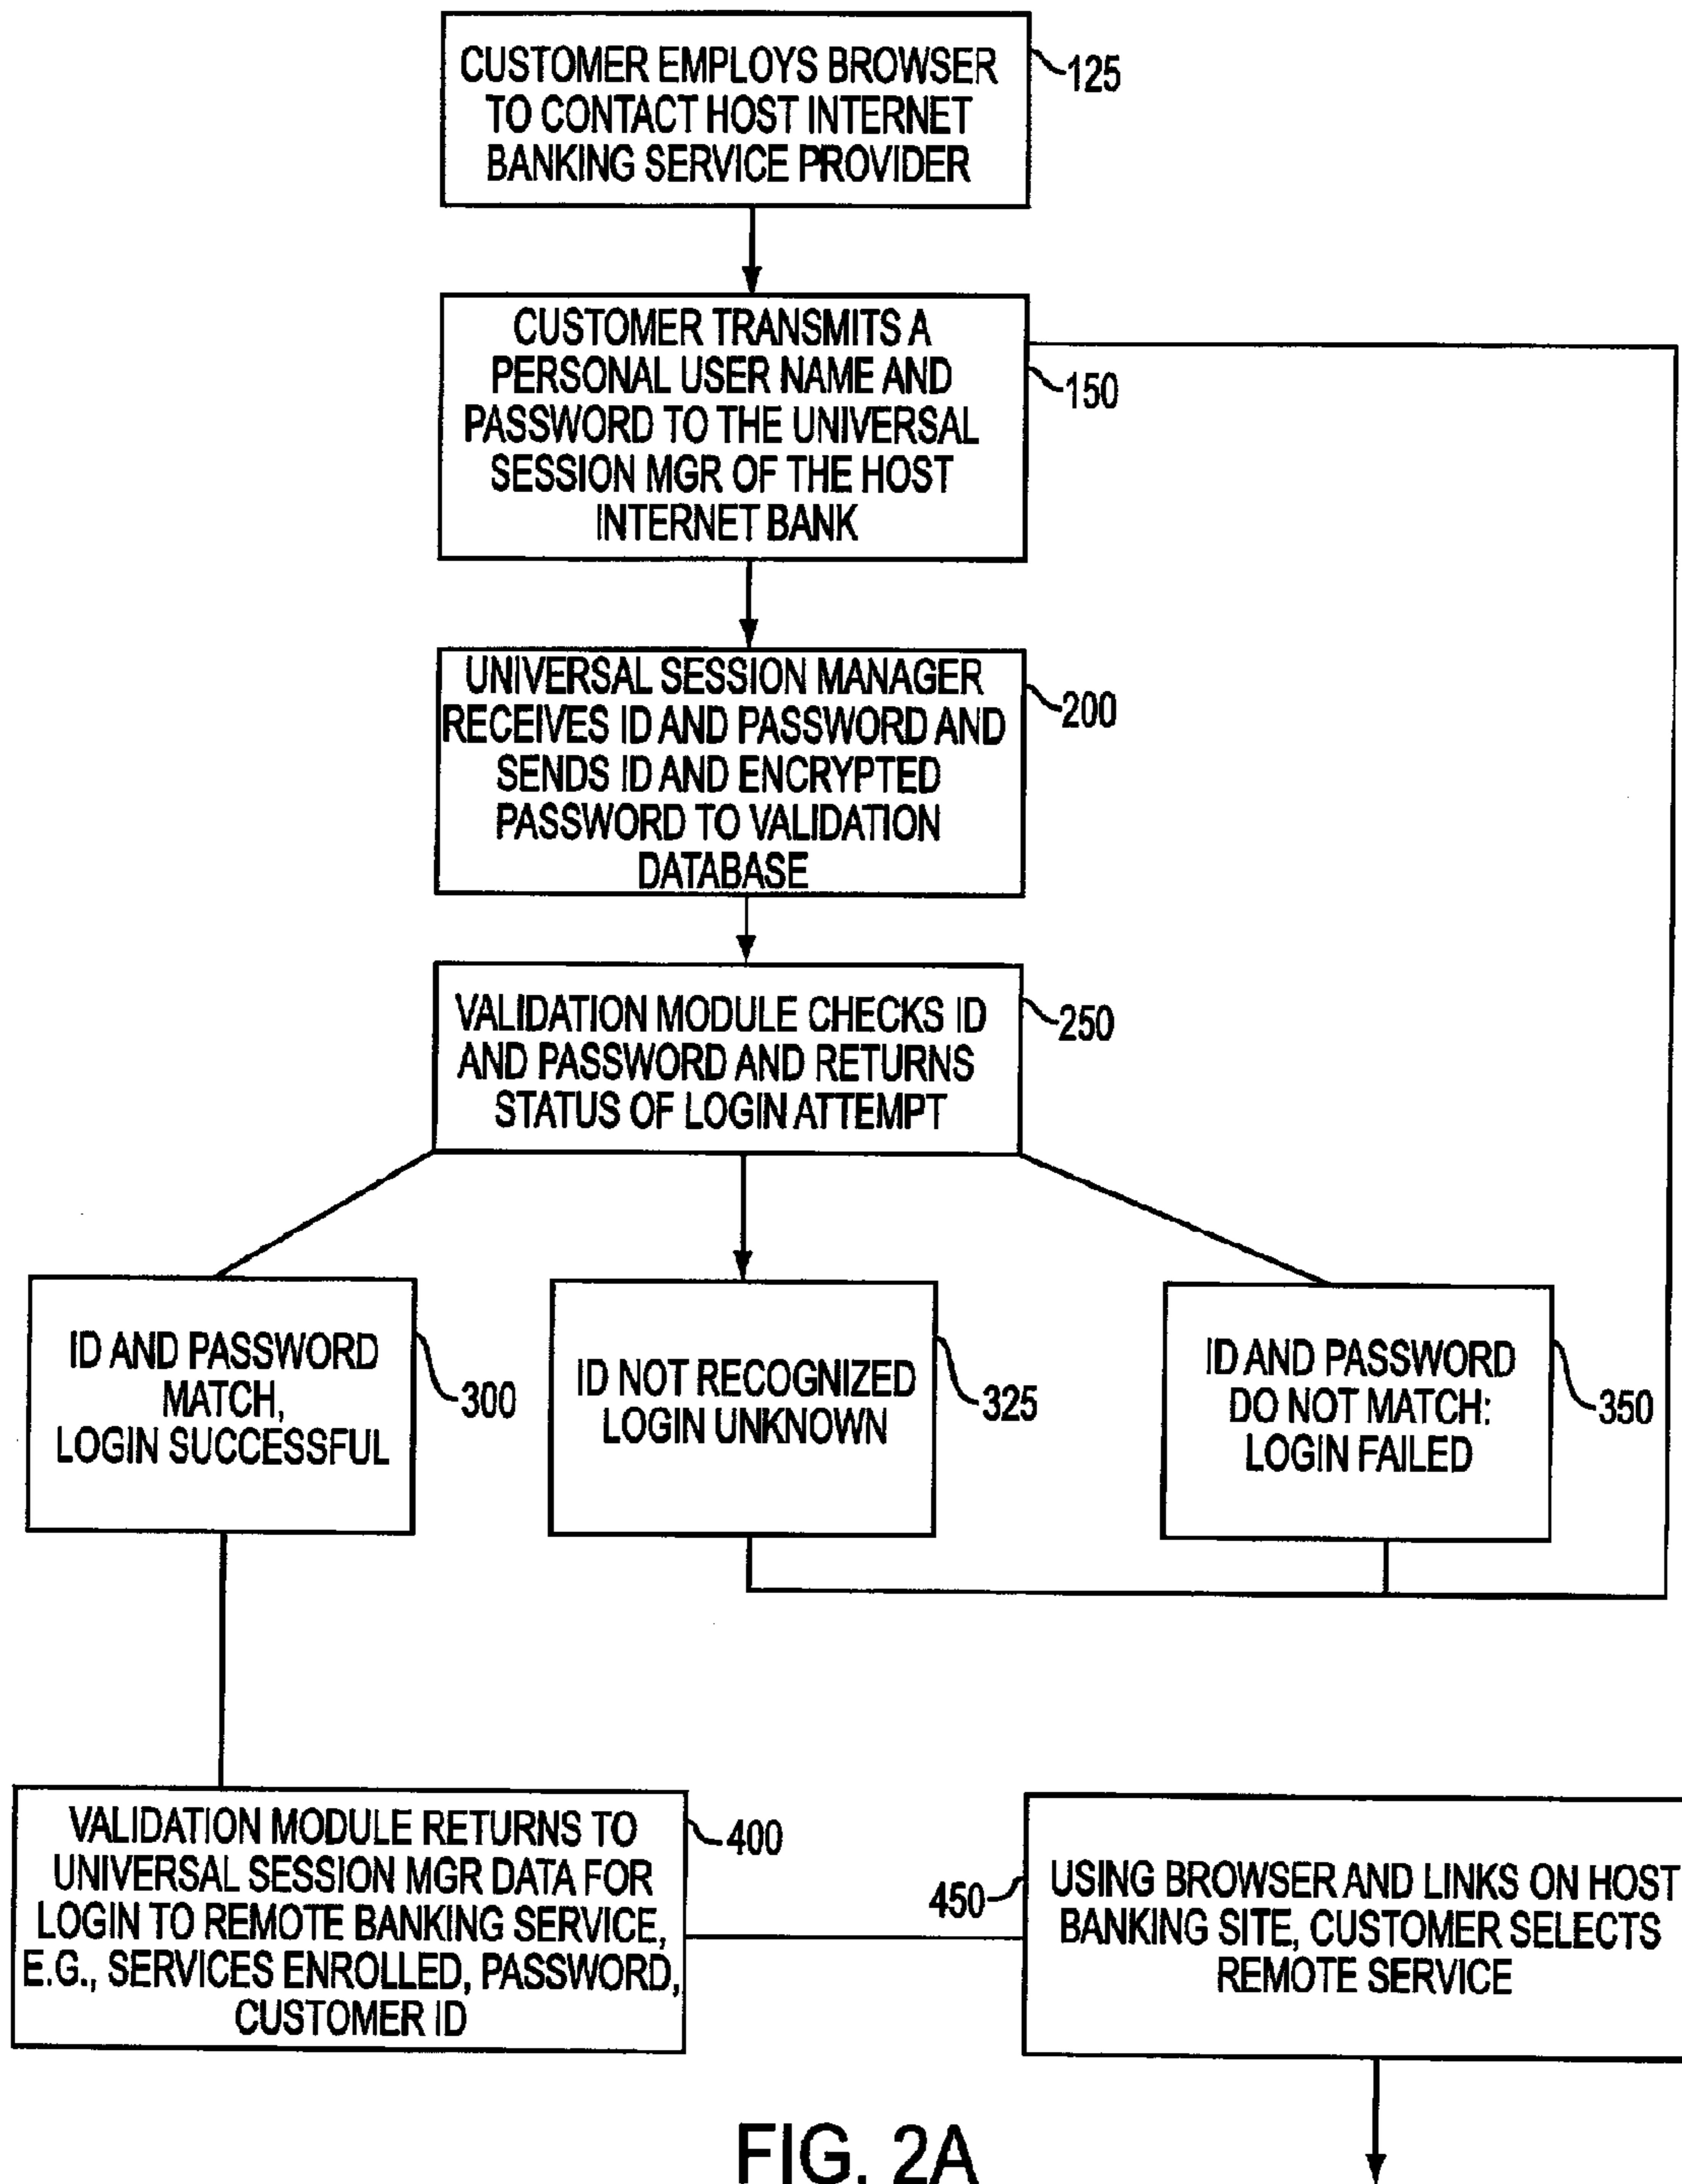 CUSTOMER EMPLOYS BROWSER
TO CONTACT HOST INTERNET
BANKING SERVICE PROVIDER
125
CUSTOMER TRANSMITS A
PERSONAL USER NAME AND
PASSWORD TO THE UNIVERSAL
SESSION MGR OF THE HOST
INTERNET BANK
150
UNIVERSAL SESSION MANAGER
RECEIVES ID AND PASSWORD AND
SENDS ID AND ENCRYPTED
PASSWORD TO VALIDATION
DATABASE
200
VALIDATION MODULE CHECKS ID
AND PASSWORD AND RETURNS
STATUS OF LOGIN ATTEMPT
250
ID AND PASSWORD
MATCH,
LOGIN SUCCESSFUL
300
ID NOT RECOGNIZED
LOGIN UNKNOWN
325
ID AND PASSWORD
DO NOT MATCH:
LOGIN FAILED
350
VALIDATION MODULE RETURNS TO
UNIVERSAL SESSION MGR DATA FOR
LOGIN TO REMOTE BANKING SERVICE,
E.G., SERVICES ENROLLED, PASSWORD,
CUSTOMER ID
400
450
USING BROWSER AND LINKS ON HOST
BANKING SITE, CUSTOMER SELECTS
REMOTE SERVICE
FIG. 2A